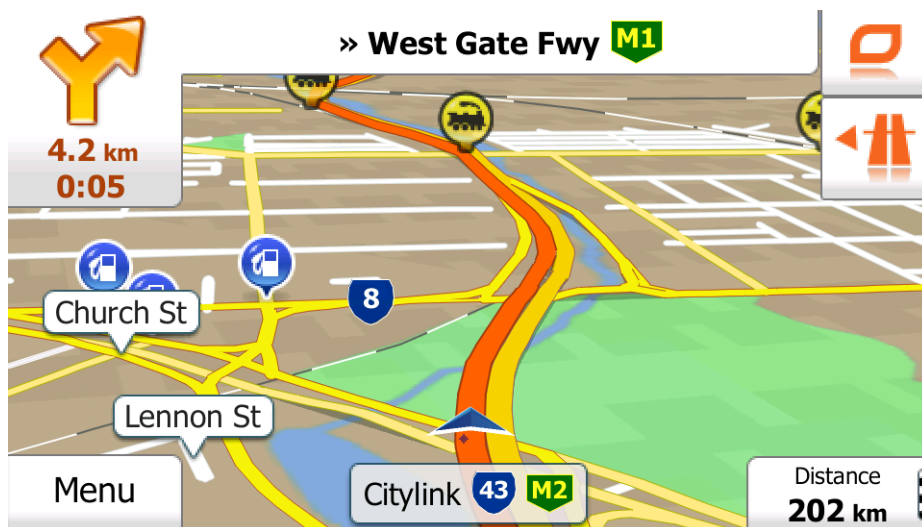 » West Gate Fwy M1
4.2 km
0:05
8
Church St
Lennon St
Menu
Citylink 43 M2
Distance
202 km